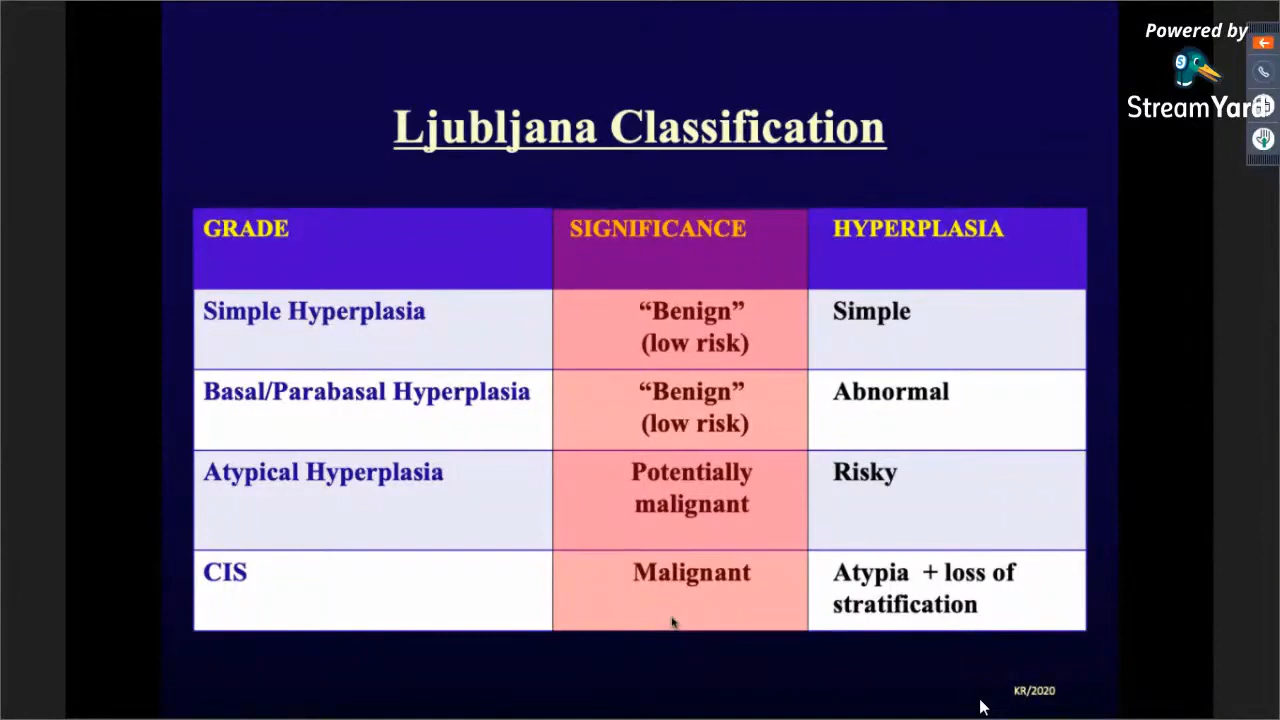 Powered by
StreamYard
Ljubljana Classification
GRADE SIGNIFICANCE HYPERPLASIA
Simple Hyperplasia “Benign” Simple
(low risk)
Basal/Parabasal Hyperplasia “Benign” Abnormal
(low risk)
Atypical Hyperplasia Potentially Risky
malignant
CIS Malignant Atypia + loss of
stratification
KR/2020